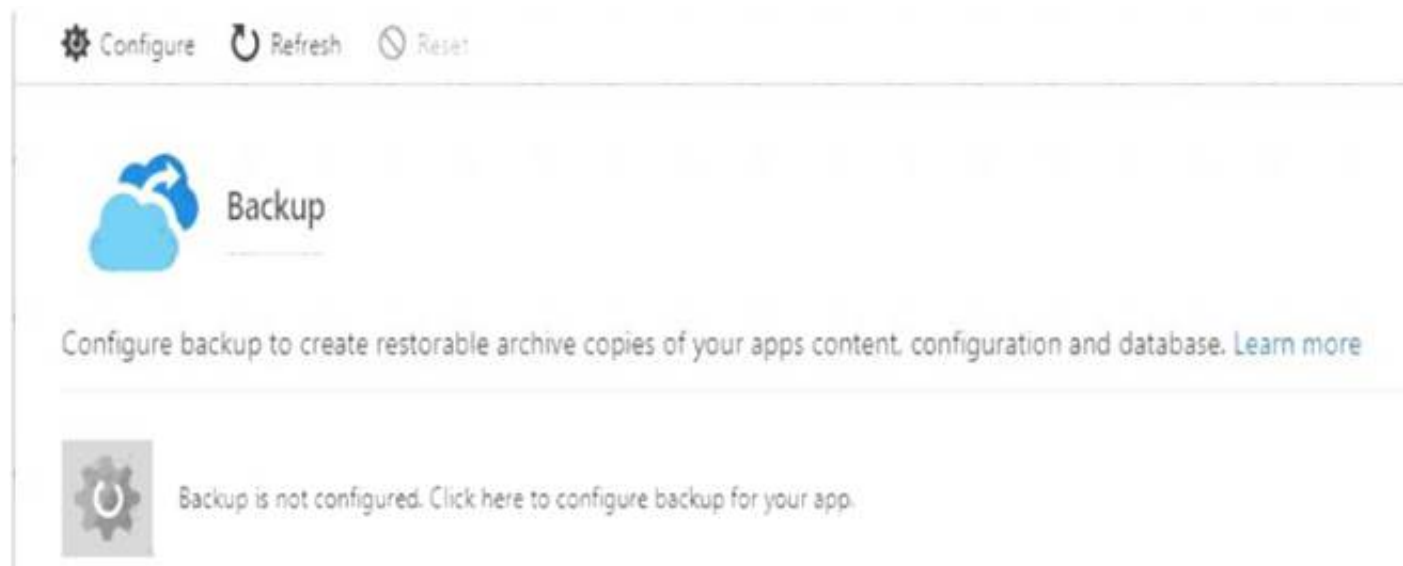 Configure Refresh Reset
Backup
Configure backup to create restorable archive copies of your apps content, configuration and database. Learn more
Backup is not configured. Click here to configure backup for your app.